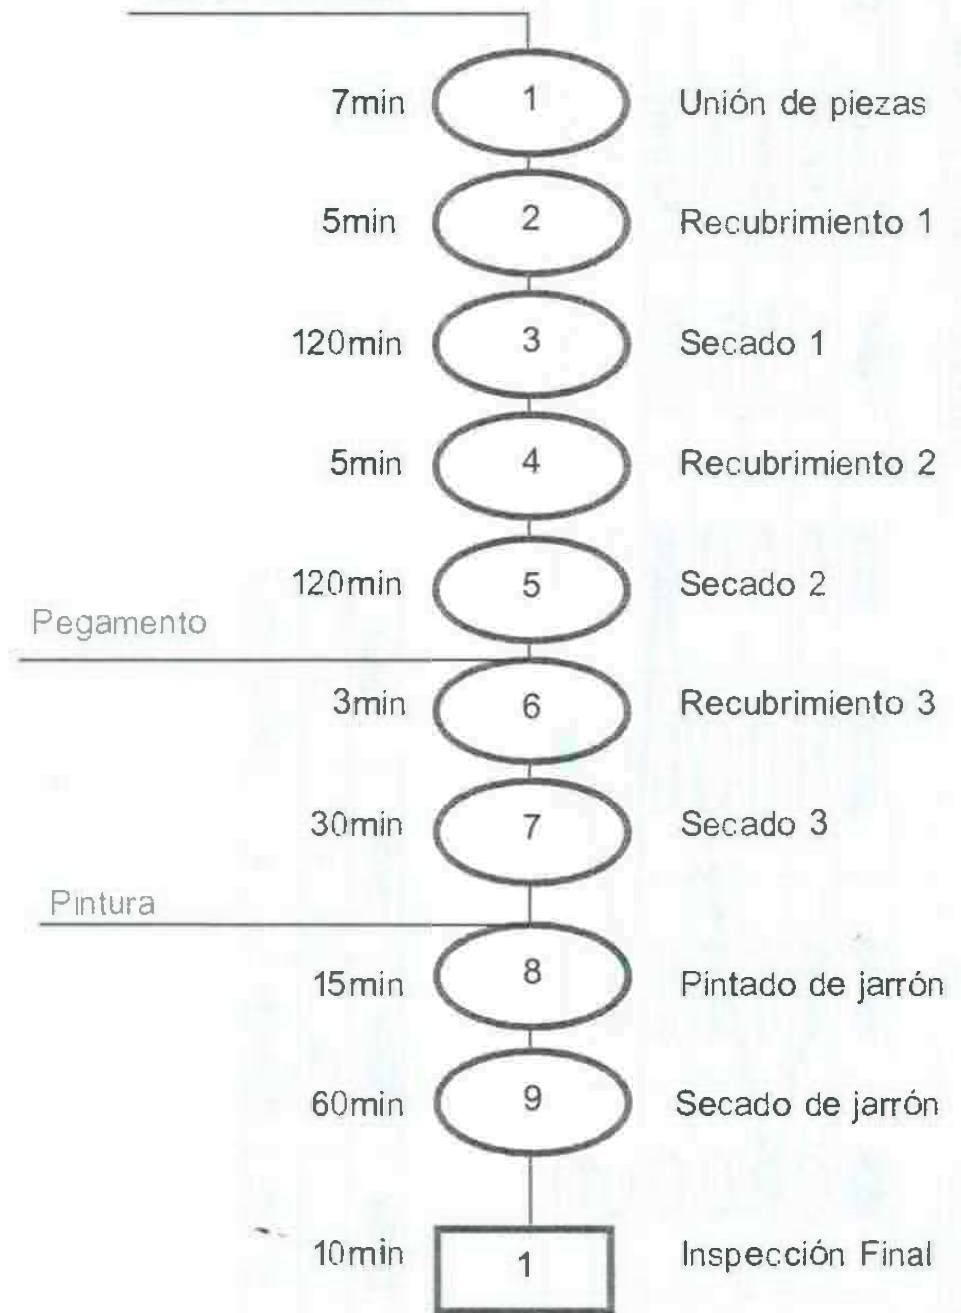 7min 1 Unión de piezas
5min 2 Recubrimiento 1
120min 3 Secado 1
5min 4 Recubrimiento 2
120min 5 Secado 2
Pegamento
3min 6 Recubrimiento 3
30min 7 Secado 3
Pintura
15min 8 Pintado de jarrón
60min 9 Secado de jarrón
10min 1 Inspección Final